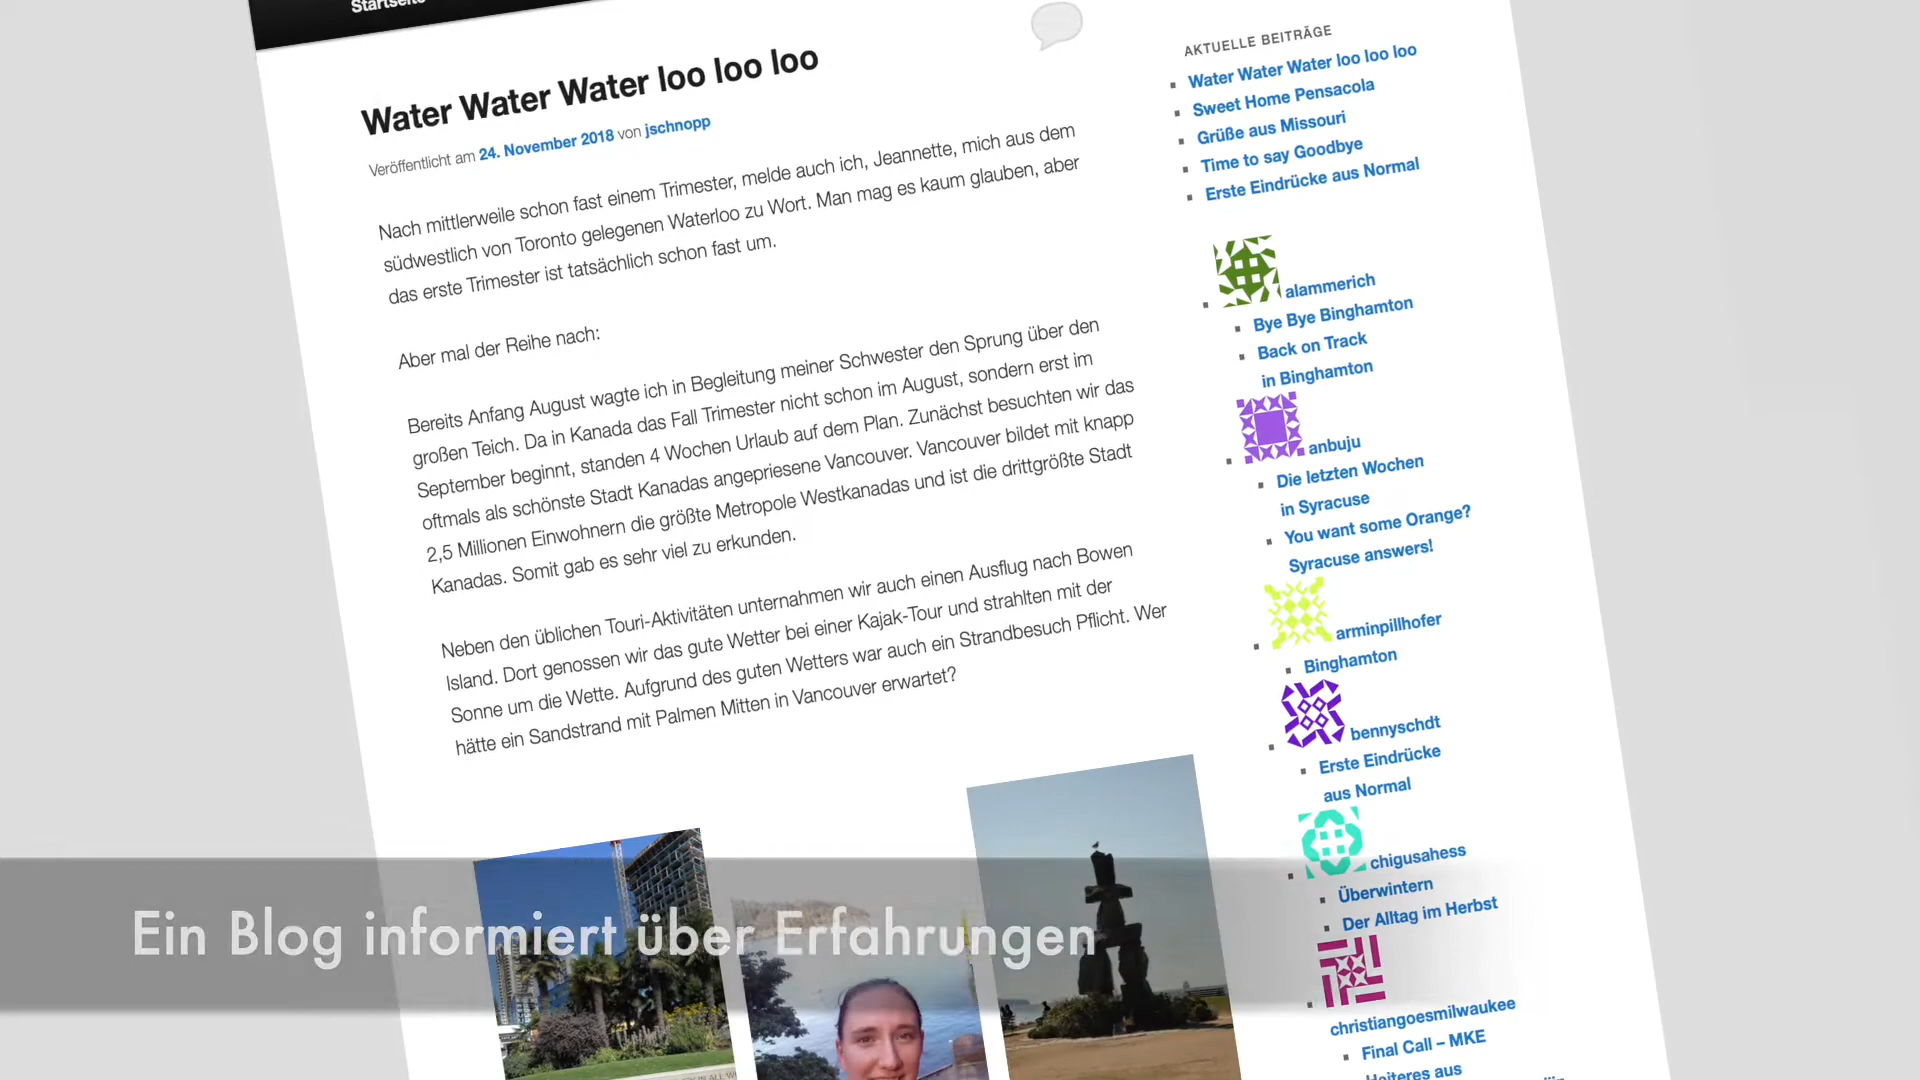 Startseite
Water Water Water loo loo loo
Veröffentlicht am 24. November 2018 von jschnopp
Nach mittlerweile schon fast einem Trimester, melde auch ich, Jeannette, mich aus dem
südwestlich von Toronto gelegenen Waterloo zu Wort. Man mag es kaum glauben, aber
das erste Trimester ist tatsächlich schon fast um.
Aber mal der Reihe nach:
Bereits Anfang August wagte ich in Begleitung meiner Schwester den Sprung über den
großen Teich. Da in Kanada das Fall Trimester nicht schon im August, sondern erst im
September beginnt, standen 4 Wochen Urlaub auf dem Plan. Zunächst besuchten wir das
oftmals als schönste Stadt Kanadas angepriesene Vancouver. Vancouver bildet mit knapp
2,5 Millionen Einwohnern die größte Metropole Westkanadas und ist die drittgrößte Stadt
Kanadas. Somit gab es sehr viel zu erkunden.
Neben den üblichen Touri-Aktivitäten unternahmen wir auch einen Ausflug nach Bowen
Island. Dort genossen wir das gute Wetter bei einer Kajak-Tour und strahlten mit der
Sonne um die Wette. Aufgrund des guten Wetters war auch ein Strandbesuch Pflicht. Wer
hätte ein Sandstrand mit Palmen Mitten in Vancouver erwartet?
AKTUELLE BEITRÄGE
Water Water Water loo loo loo
Sweet Home Pensacola
Grüße aus Missouri
Time to say Goodbye
Erste Eindrücke aus Normal
alammerich
Bye Bye Binghamton
Back on Track
in Binghamton
anbuju
Die letzten Wochen
in Syracuse
You want some Orange?
Syracuse answers!
arminpillhofer
Binghamton
bennyschdt
Erste Eindrücke
aus Normal
chigusahess
Überwintern
Der Alltag im Herbst
christiangoesmilwaukee
Final Call – MKE
Heiteres aus
Ein Blog informiert über Erfahrungen